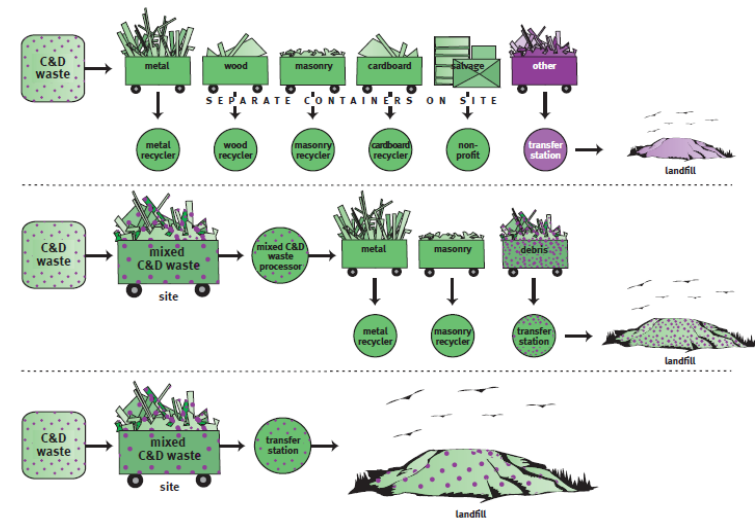 C&D
waste
metal
wood
masonry
cardboard
salvage
other
SEPARATE CONTAINERS ON SITE
metal
recycler
wood
recycler
masonry
recycler
cardboard
recycler
non-
profit
transfer
station
landfill
C&D
waste
mixed
C&D waste
site
mixed C&D
waste
processor
metal
masonry
debris
metal
recycler
masonry
recycler
transfer
station
landfill
C&D
waste
mixed
C&D waste
site
transfer
station
landfill